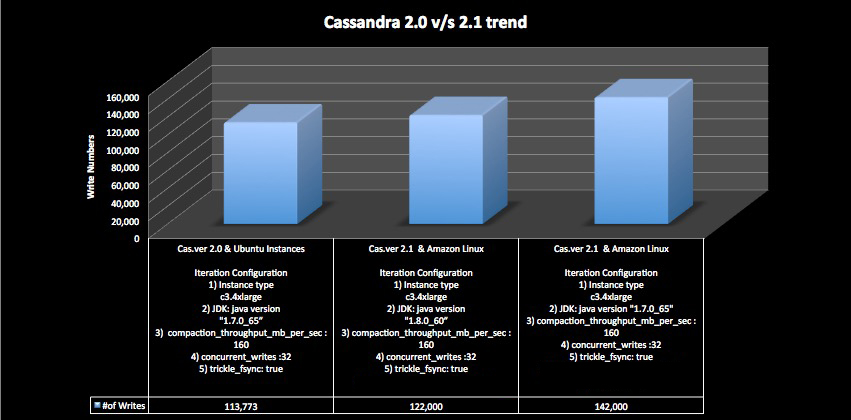 Cassandra 2.0 v/s 2.1 trend
Write Numbers
160,000
140,000
120,000
100,000
80,000
60,000
40,000
20,000
0
Cas.ver 2.0 & Ubuntu Instances
Iteration Configuration
1) Instance type
c3.4xlarge
2) JDK: java version
"1.7.0_65"
3) compaction_throughput_mb_per_sec :
160
4) concurrent_writes :32
5) trickle_fsync: true
Cas.ver 2.1 & Amazon Linux
Iteration Configuration
1) Instance type
c3.4xlarge
2) JDK: java version
"1.8.0_60"
3) compaction_throughput_mb_per_sec :
160
4) concurrent_writes :32
5) trickle_fsync: true
Cas.ver 2.1 & Amazon Linux
Iteration Configuration
1) Instance type
c3.4xlarge
2) JDK: java version "1.7.0_65"
3) compaction_throughput_mb_per_sec :
160
4) concurrent_writes :32
5) trickle_fsync: true
#of Writes 113,773 122,000 142,000